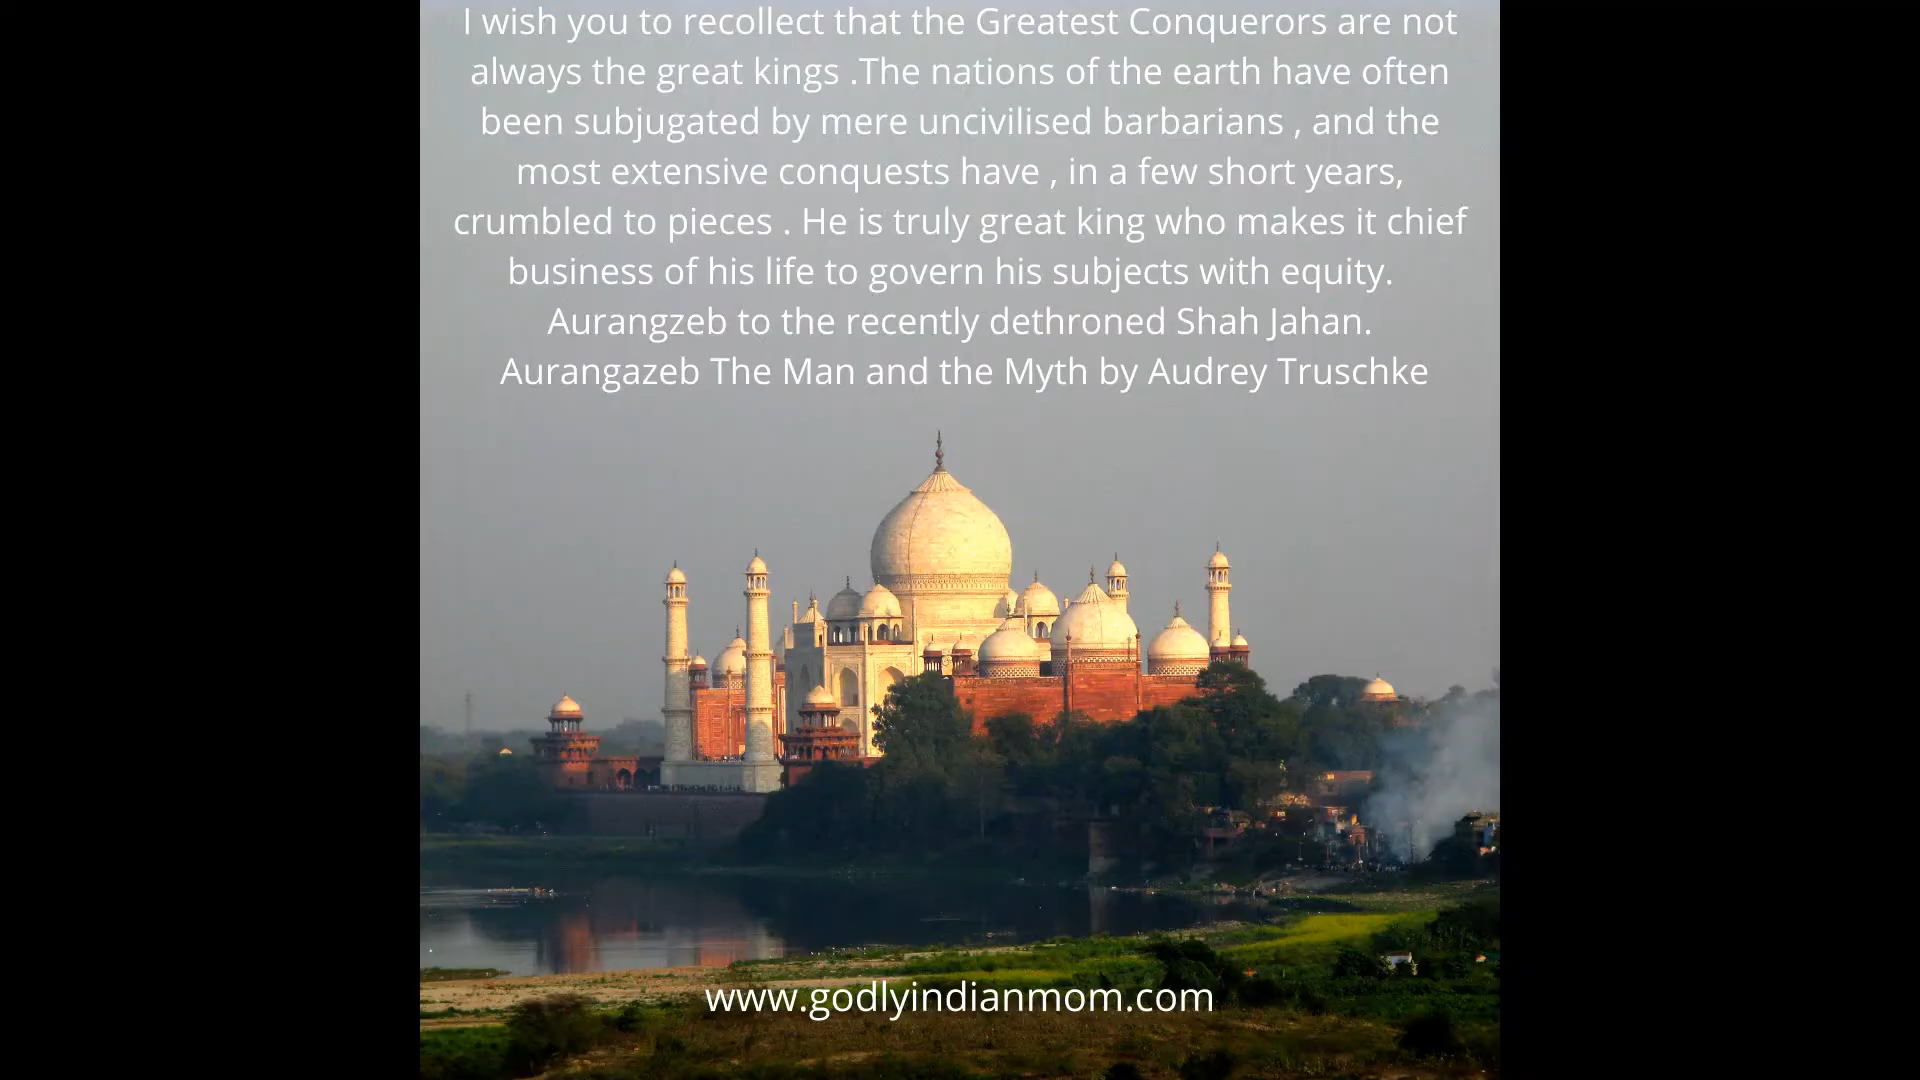 I wish you to recollect that the Greatest Conquerors are not
always the great kings .The nations of the earth have often
been subjugated by mere uncivilised barbarians , and the
most extensive conquests have , in a few short years,
crumbled to pieces . He is truly great king who makes it chief
business of his life to govern his subjects with equity.
Aurangzeb to the recently dethroned Shah Jahan.
Aurangazeb The Man and the Myth by Audrey Truschke
www.godlyindianmom.com